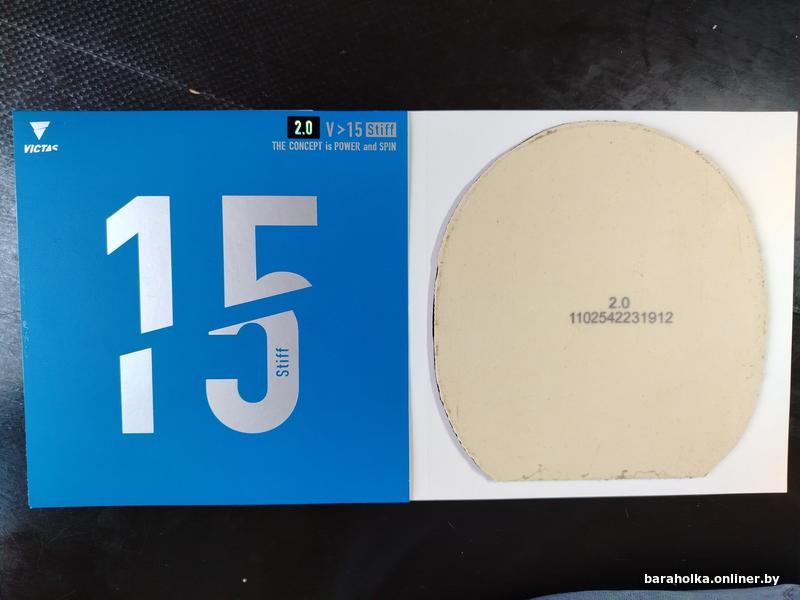 VICTAS
2.0 V>15 Stiff
THE CONCEPT is POWER and SPIN
15
Stiff
2.0
1102542231912
baraholka.onliner.by